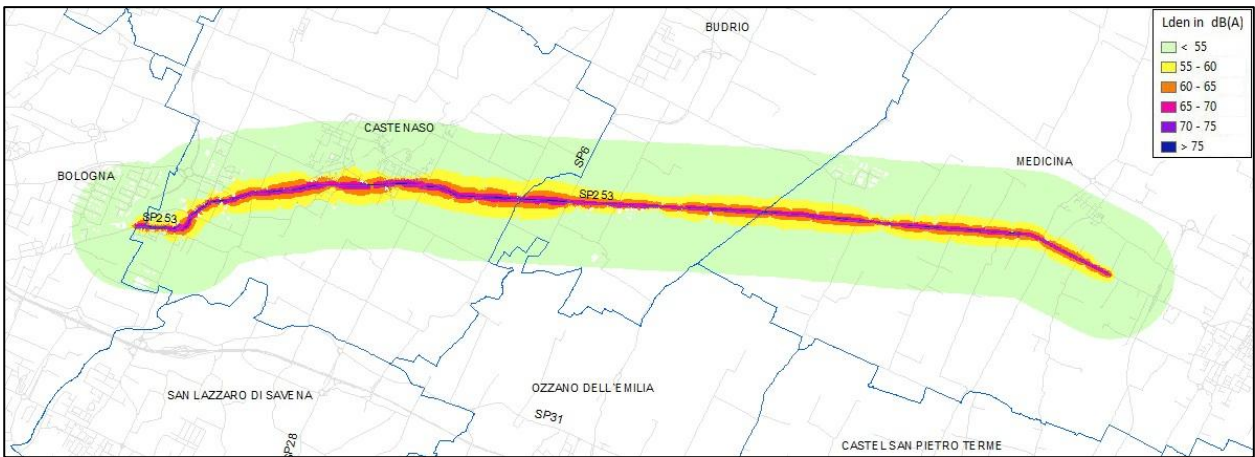 Lden in dB(A)
< 55
55 - 60
60 - 65
65 - 70
70 - 75
> 75
BUDRIO
CASTENASO
SP6
MEDICINA
BOLOGNA
SP253
SP253
SAN LAZZARO DI SAVENA
OZZANO DELL'EMILIA
SP31
SP28
CASTEL SAN PIETRO TERME